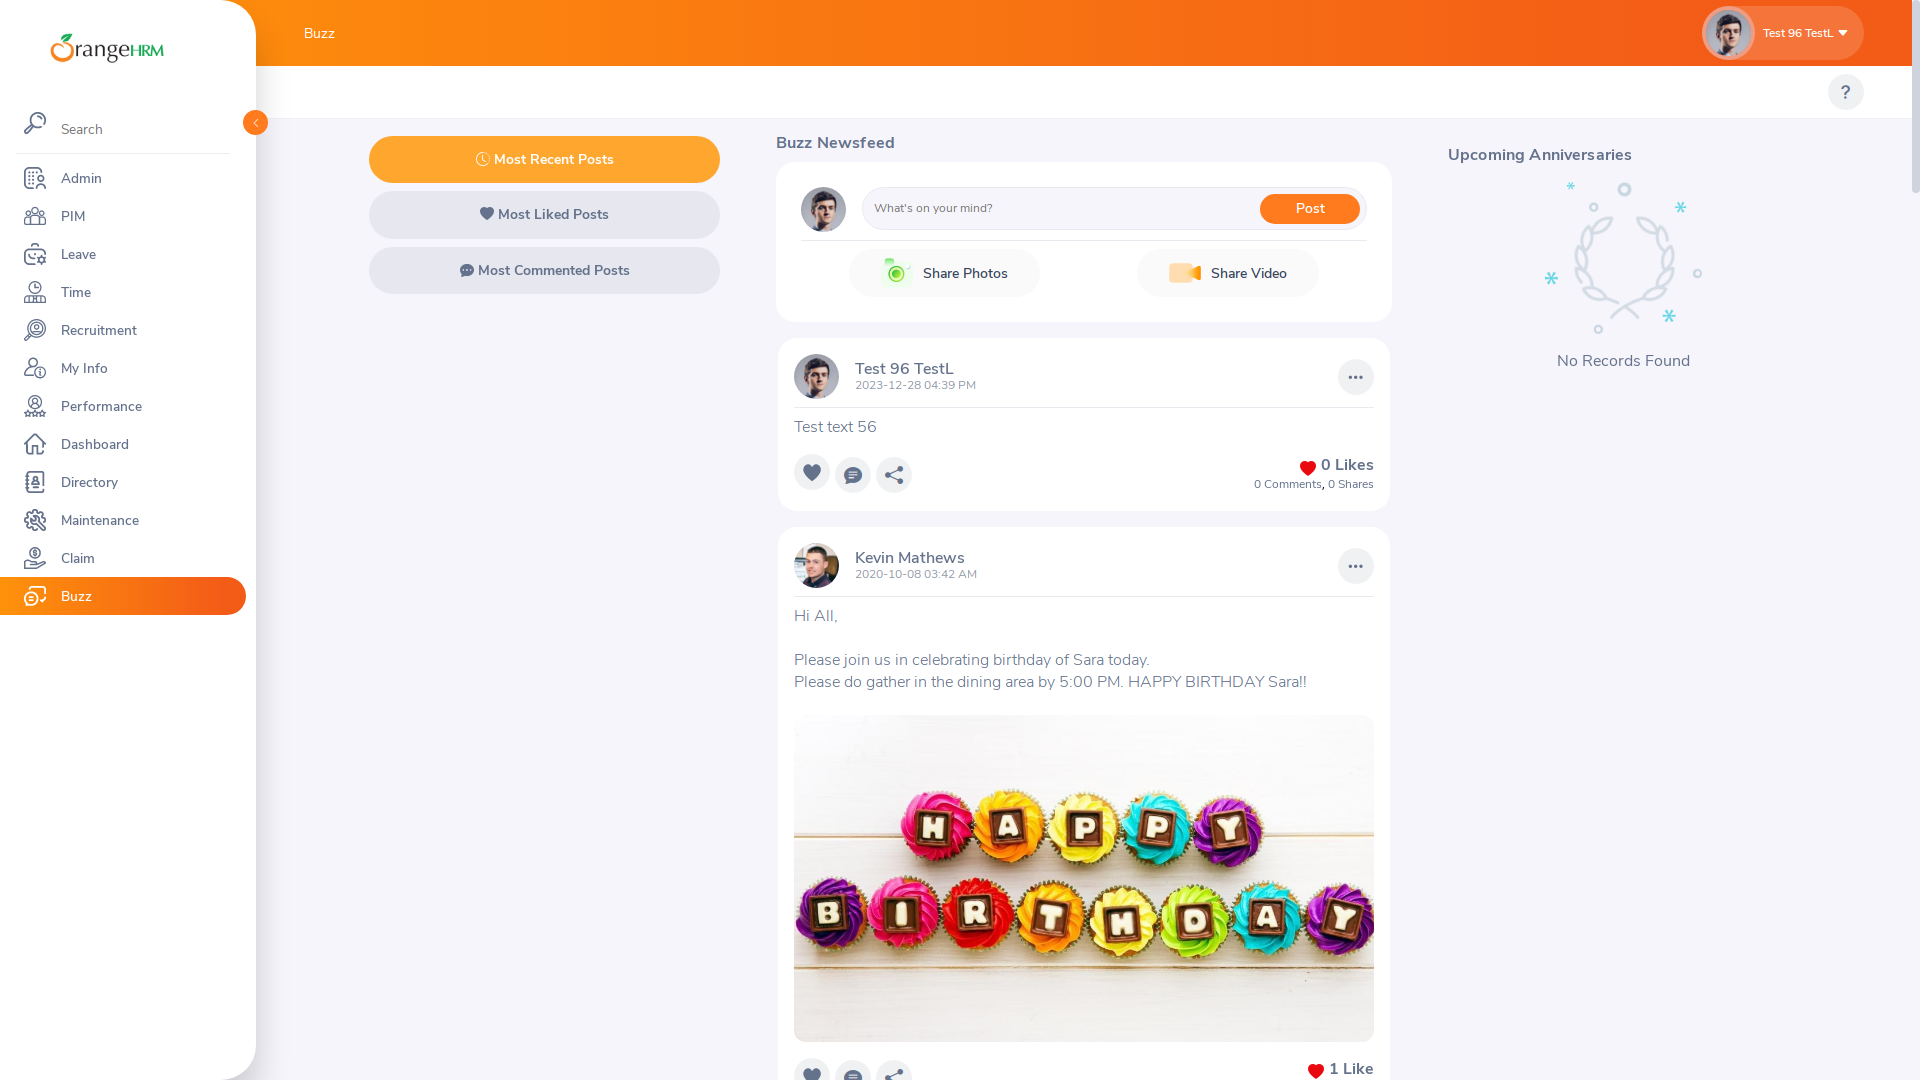 OrangeHRM
Search
Admin
PIM
Leave
Time
Recruitment
My Info
Performance
Dashboard
Directory
Maintenance
Claim
Buzz
Buzz
Test 96 TestL
?
Most Recent Posts
Most Liked Posts
Most Commented Posts
Buzz Newsfeed
What's on your mind?
Post
Share Photos
Share Video
Test 96 TestL
2023-12-28 04:39 PM
Test text 56
0 Likes
0 Comments, 0 Shares
Kevin Mathews
2020-10-08 03:42 AM
Hi All,
Please join us in celebrating birthday of Sara today.
Please do gather in the dining area by 5:00 PM. HAPPY BIRTHDAY Sara!!
HAPPY
BIRTHDAY
1 Like
Upcoming Anniversaries
No Records Found